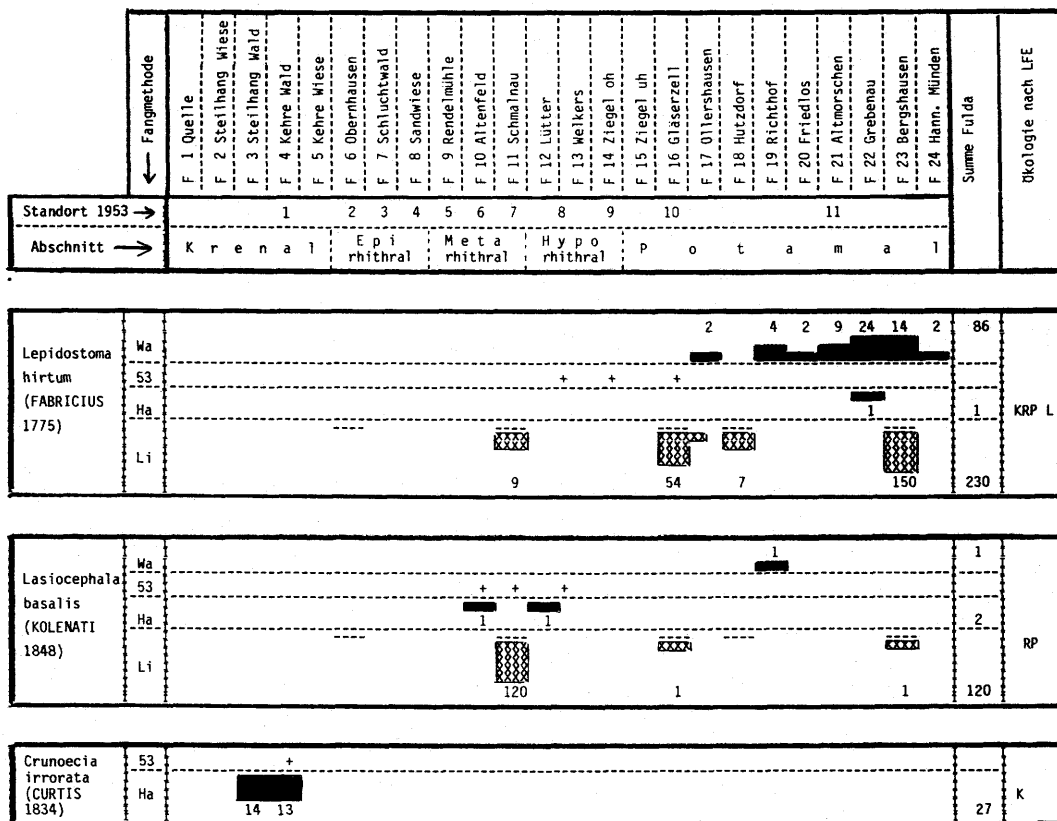 Fangmethode
F 1 Quelle
F 2 Steilhang Wiese
F 3 Steilhang Wald
F 4 Kehre Wald
F 5 Kehre Wiese
F 6 Obernhausen
F 7 Schluchtwald
F 8 Sandwiese
F 9 Rendelmühle
F 10 Altenfeld
F 11 Schmalnau
F 12 Lütter
F 13 Welkers
F 14 Ziegel oh
F 15 Ziegel uh
F 16 Gläserzell
F 17 Ollershausen
F 18 Hutzdorf
F 19 Richthof
F 20 Friedlos
F 21 Altmorschen
F 22 Grebenau
F 23 Bergshausen
F 24 Hann. Münden
Summe Fulda
Ökologie nach LFE
Standort 1953 → 1 2 3 4 5 6 7 8 9 10 11
Abschnitt → Krenal Epi rhithral Meta rhithral Hypo rhithral Potamal
Lepidostoma
hirtum
(FABRICIUS
1775)
Wa 2 4 2 9 24 14 2 86
53 + + +
Ha 1 1 KRP L
Li 9 54 7 150 230
Lasiocephala
basalis
(KOLENATI
1848)
Wa 1 1
53 + + +
Ha 1 1 2
RP
Li 120 1 1 120
Crunoecia
irrorata
(CURTIS
1834)
53 +
Ha 14 13 27 K